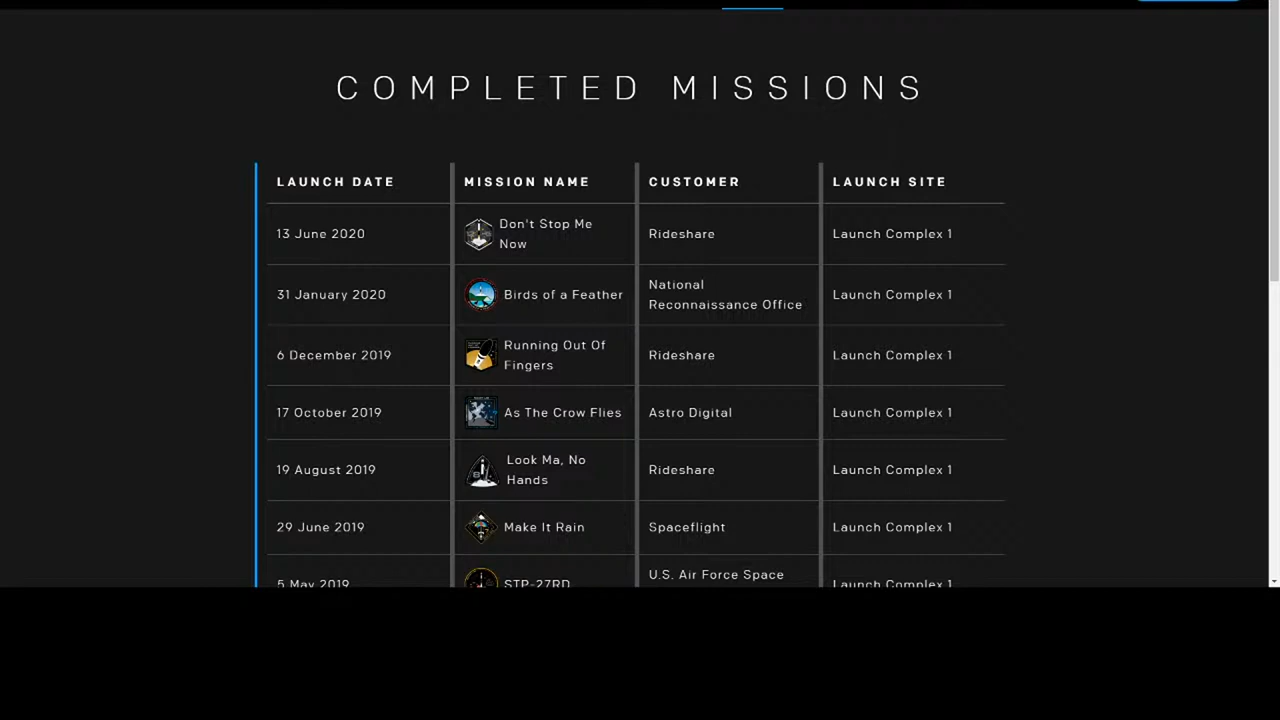 COMPLETED MISSIONS
LAUNCH DATE MISSION NAME CUSTOMER LAUNCH SITE
13 June 2020 Don't Stop Me Now Rideshare Launch Complex 1
31 January 2020 Birds of a Feather National Reconnaissance Office Launch Complex 1
6 December 2019 Running Out Of Fingers Rideshare Launch Complex 1
17 October 2019 As The Crow Flies Astro Digital Launch Complex 1
19 August 2019 Look Ma, No Hands Rideshare Launch Complex 1
29 June 2019 Make It Rain Spaceflight Launch Complex 1
5 May 2019 STP-27RD U.S. Air Force Space Launch Complex 1